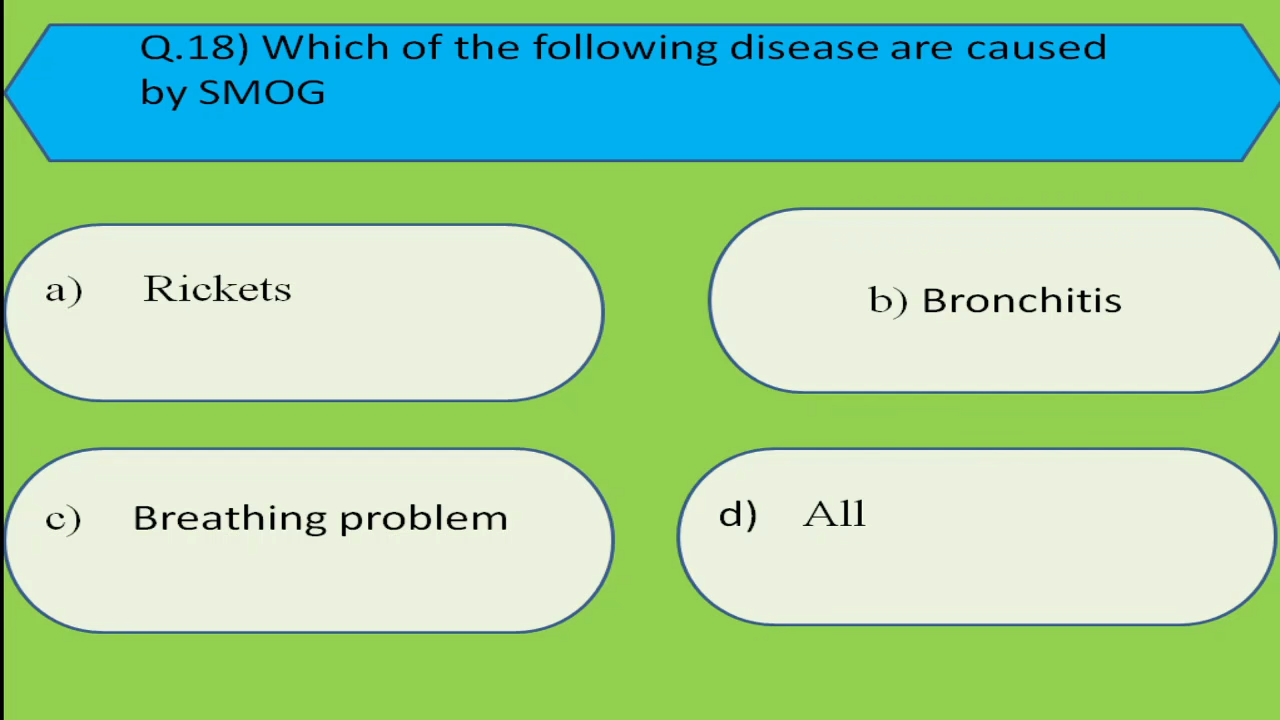 Q.18) Which of the following disease are caused
by SMOG
a) Rickets
b) Bronchitis
c) Breathing problem
d) All